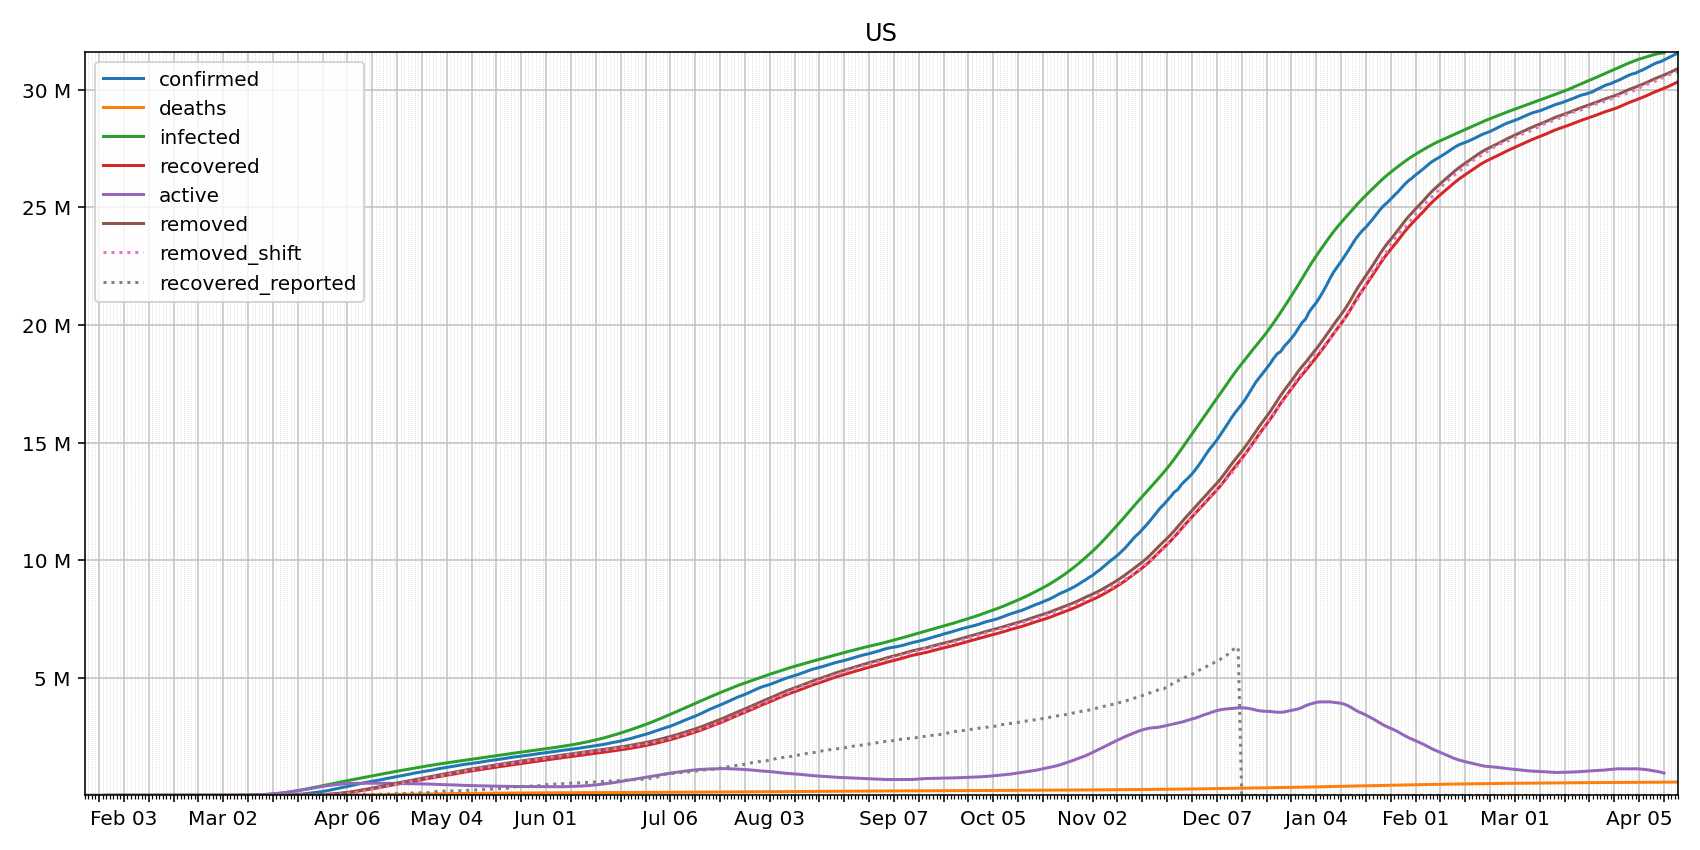 US
confirmed
deaths
infected
recovered
active
removed
removed_shift
recovered_reported
30 M
25 M
20 M
15 M
10 M
5 M
Feb 03 Mar 02 Apr 06 May 04 Jun 01 Jul 06 Aug 03 Sep 07 Oct 05 Nov 02 Dec 07 Jan 04 Feb 01 Mar 01 Apr 05